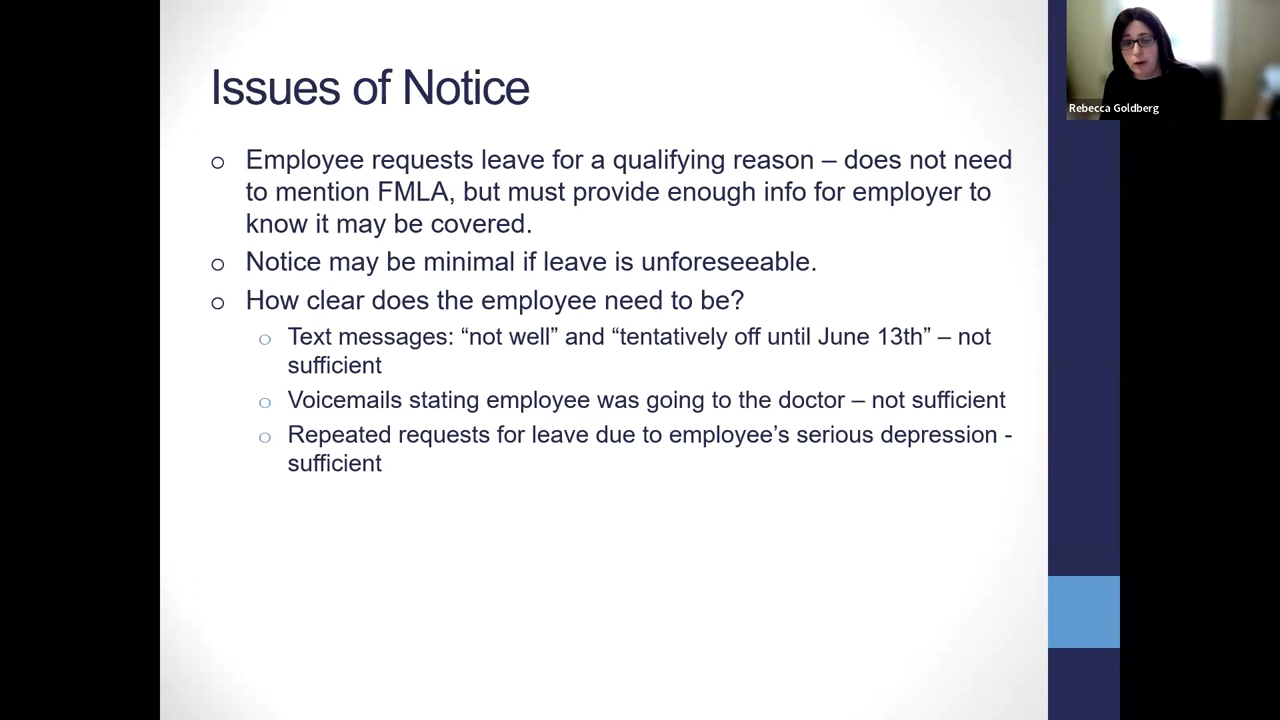 Issues of Notice
Rebecca Goldberg
o Employee requests leave for a qualifying reason – does not need
to mention FMLA, but must provide enough info for employer to
know it may be covered.
o Notice may be minimal if leave is unforeseeable.
o How clear does the employee need to be?
o Text messages: “not well” and “tentatively off until June 13th” – not
sufficient
o Voicemails stating employee was going to the doctor – not sufficient
o Repeated requests for leave due to employee’s serious depression -
sufficient